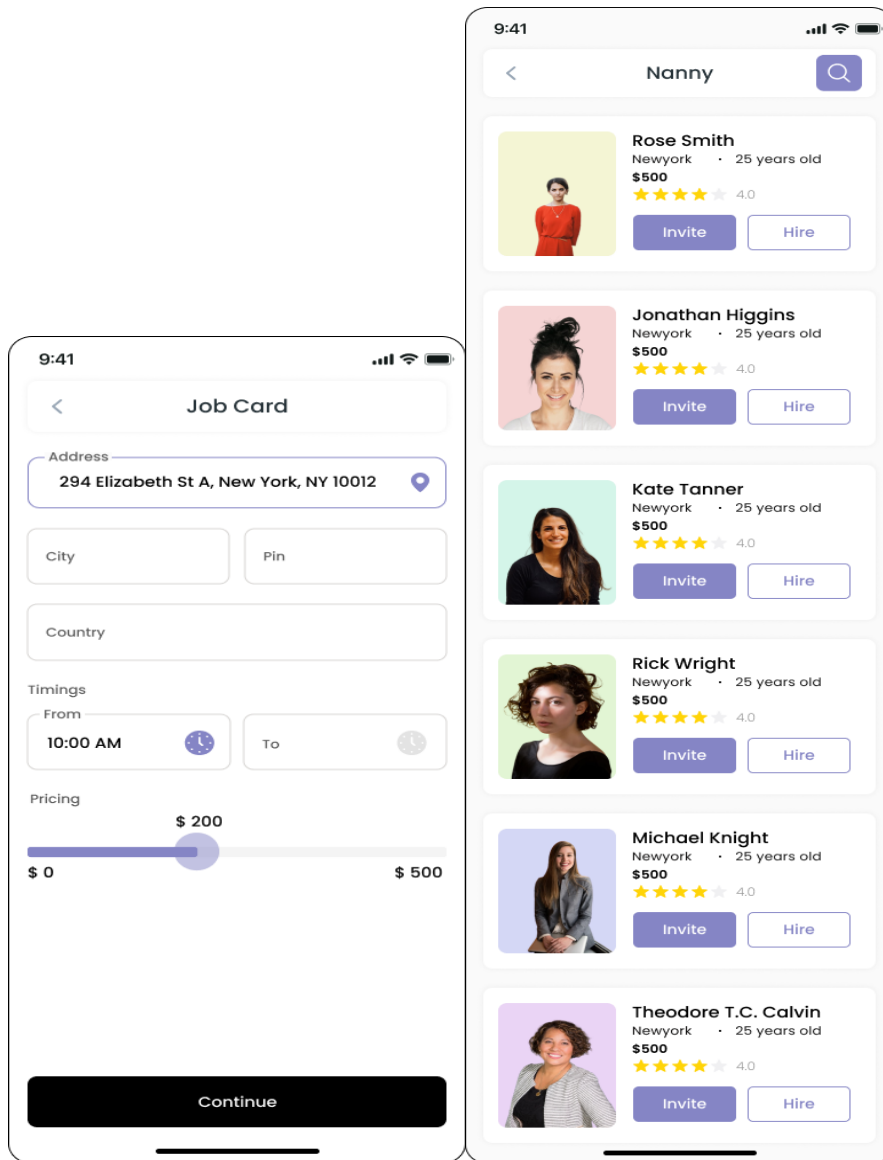 9:41
Job Card
Address
294 Elizabeth St A, New York, NY 10012
City
Pin
Country
Timings
From
10:00 AM
To
Pricing
$ 200
$ 0
$ 500
Continue
9:41
Nanny
Rose Smith
Newyork · 25 years old
$500
4.0
Invite
Hire
Jonathan Higgins
Newyork · 25 years old
$500
4.0
Invite
Hire
Kate Tanner
Newyork · 25 years old
$500
4.0
Invite
Hire
Rick Wright
Newyork · 25 years old
$500
4.0
Invite
Hire
Michael Knight
Newyork · 25 years old
$500
4.0
Invite
Hire
Theodore T.C. Calvin
Newyork · 25 years old
$500
4.0
Invite
Hire